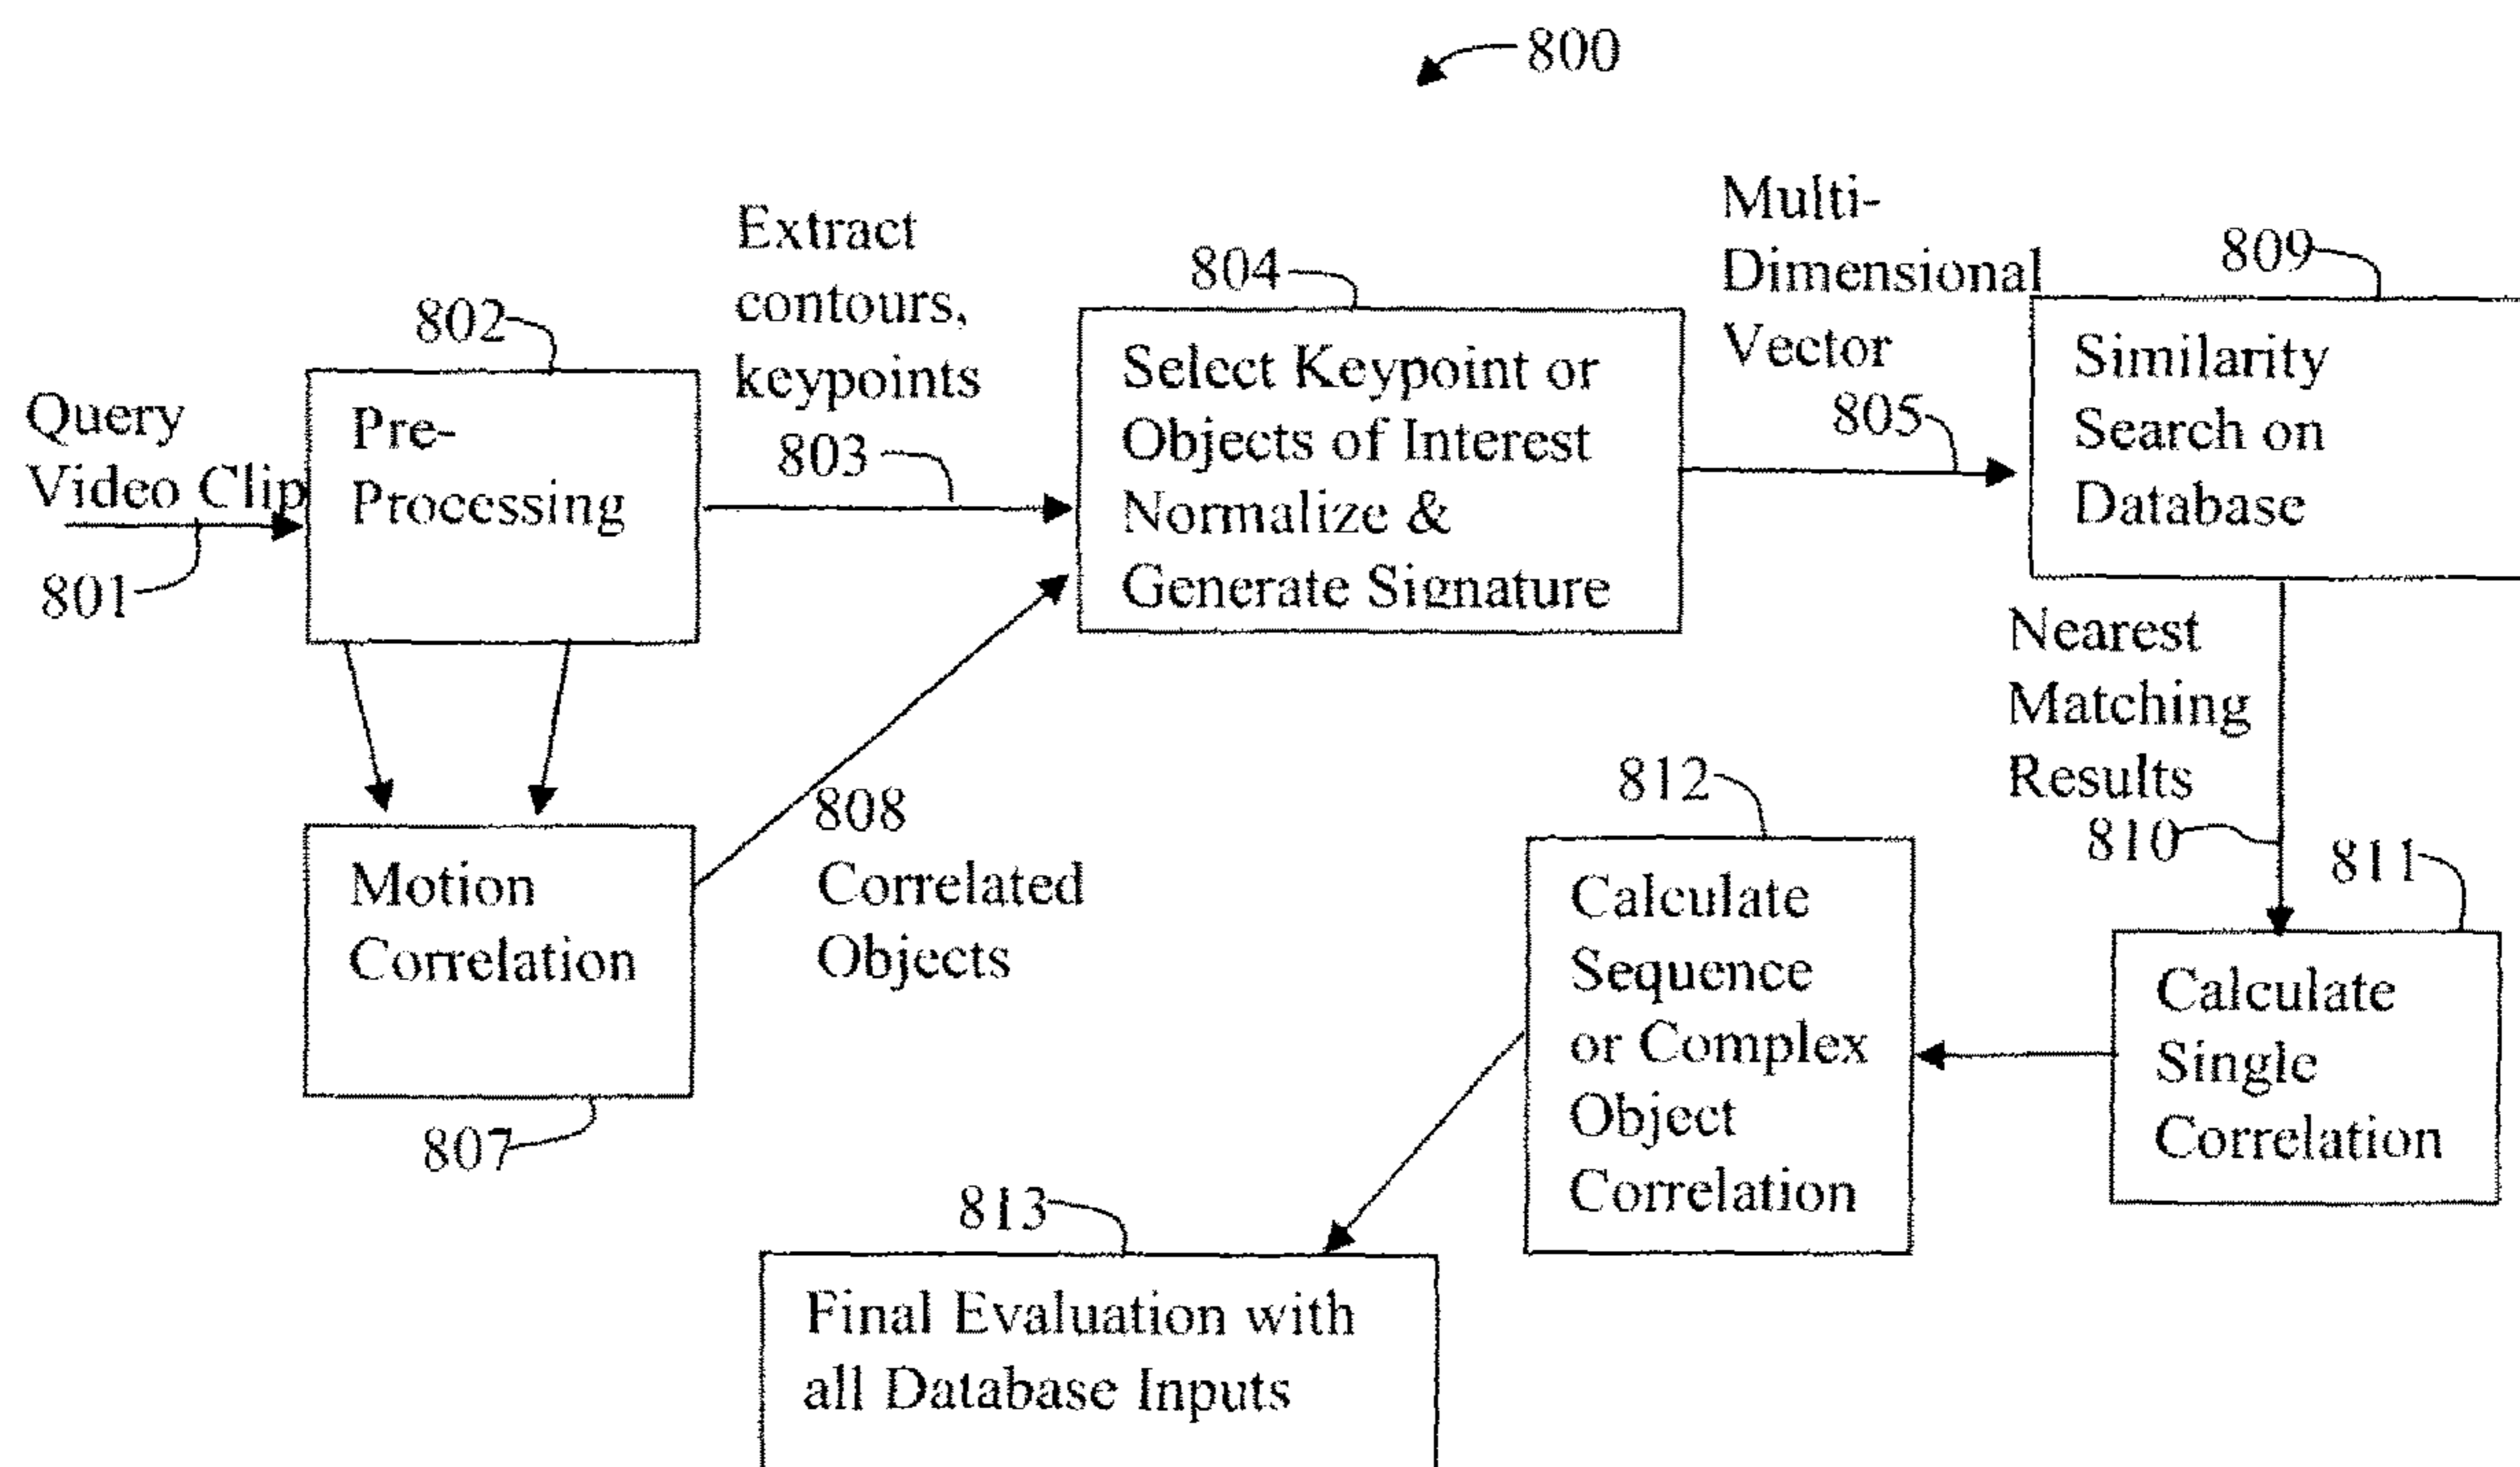 800
Query
Video Clip
801
802
Pre-
Processing
Extract
contours,
keypoints
803
804
Select Keypoint or
Objects of Interest
Normalize &
Generate Signature
Multi-
Dimensional
Vector
805
809
Similarity
Search on
Database
Motion
Correlation
807
808
Correlated
Objects
Nearest
Matching
Results
810
811
Calculate
Single
Correlation
812
Calculate
Sequence
or Complex
Object
Correlation
813
Final Evaluation with
all Database Inputs